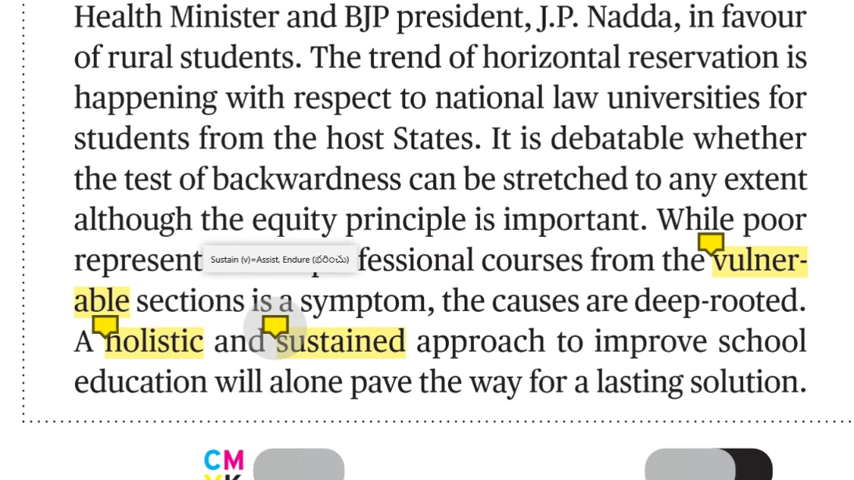 Health Minister and BJP president, J.P. Nadda, in favour
of rural students. The trend of horizontal reservation is
happening with respect to national law universities for
students from the host States. It is debatable whether
the test of backwardness can be stretched to any extent
although the equity principle is important. While poor
represent fessional courses from the vulner-
Sustain (v)=Assist, Endure (భరించు)
able sections is a symptom, the causes are deep-rooted.
A holistic and sustained approach to improve school
education will alone pave the way for a lasting solution.
CM
YK